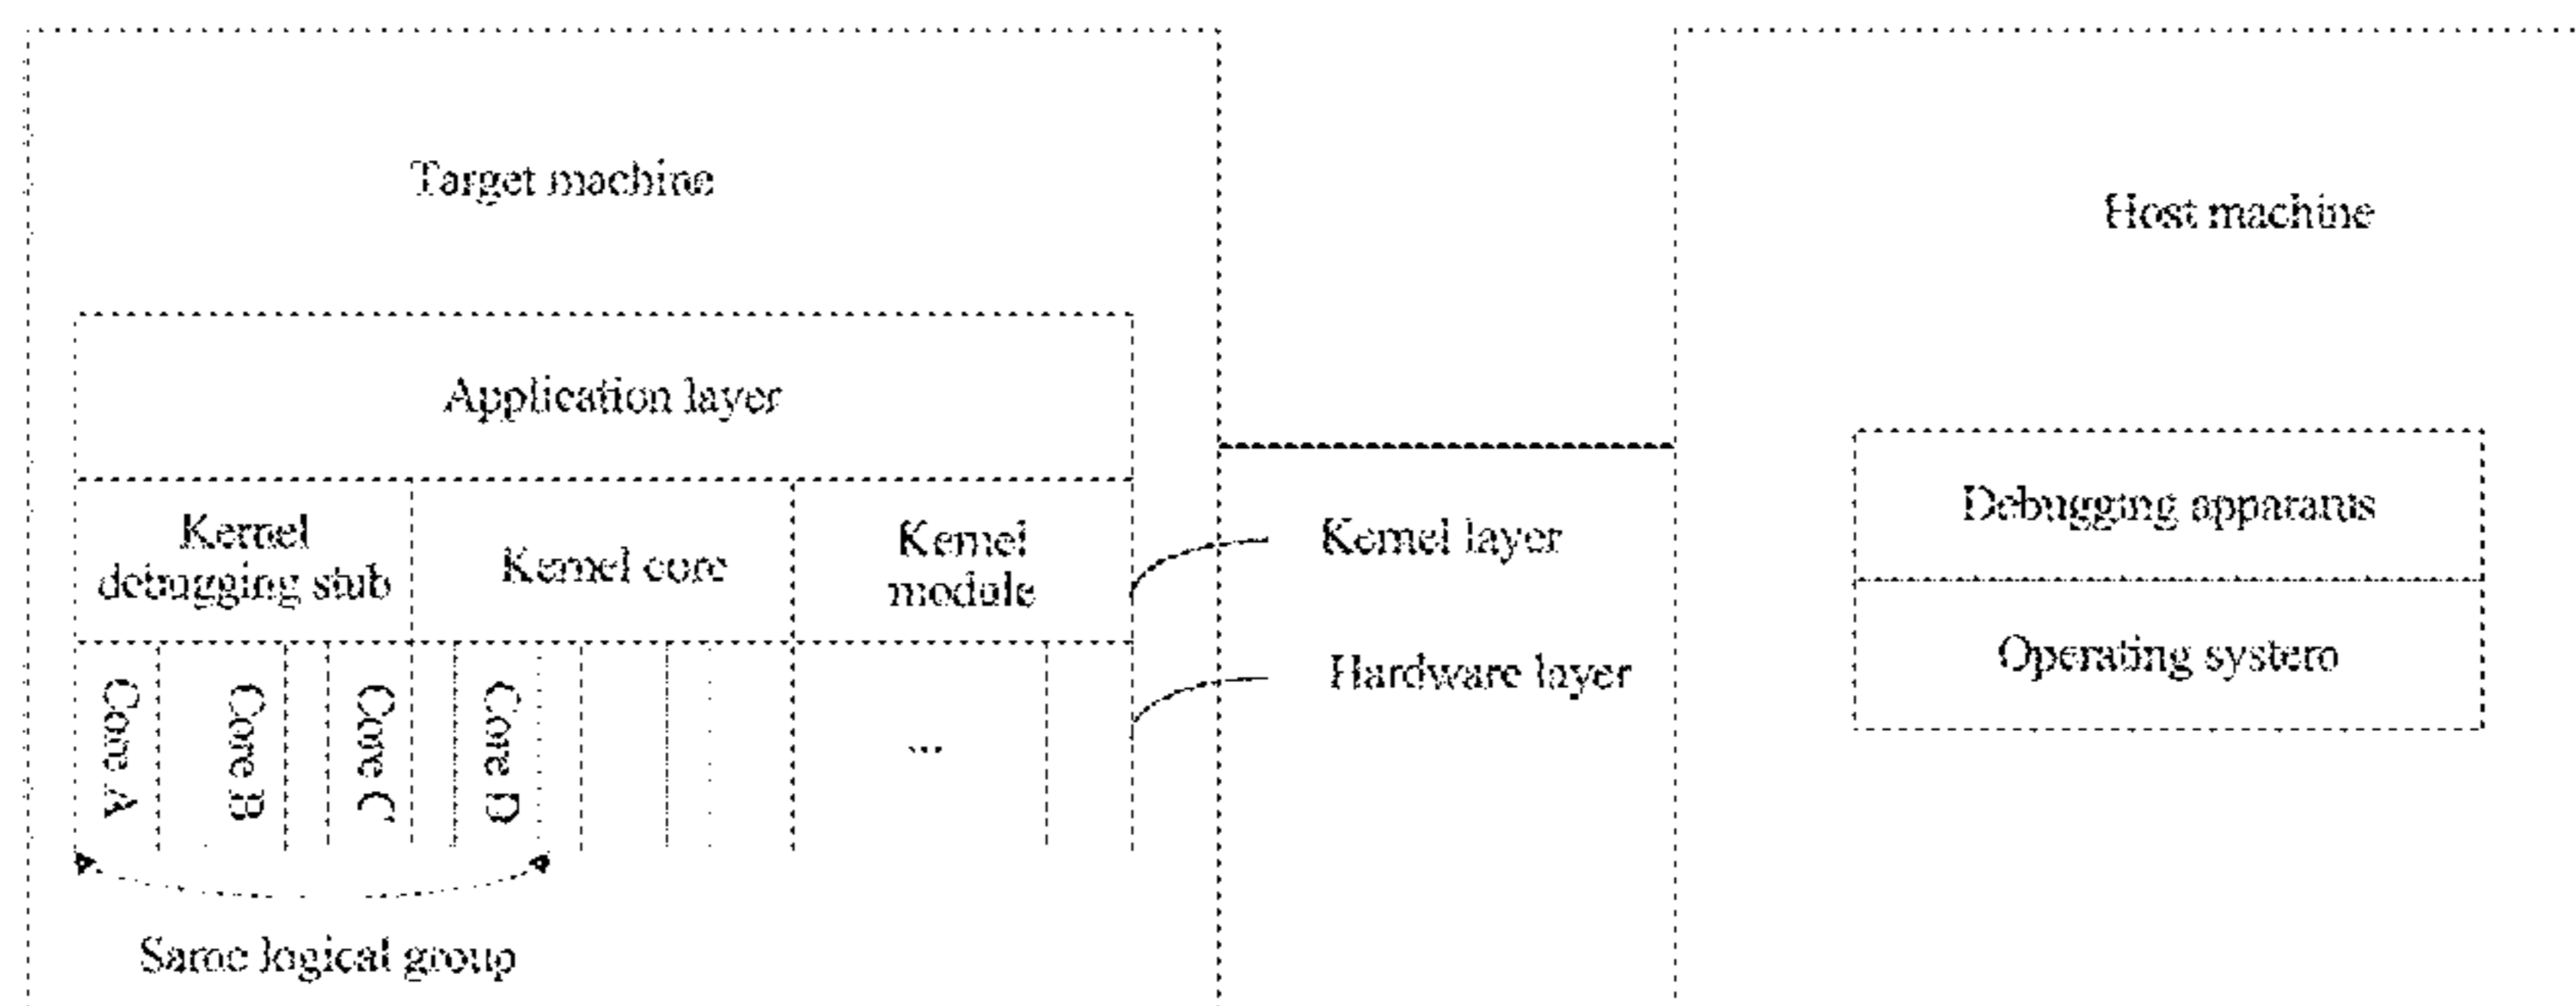 Target machine
Host machine
Application layer
Kernel
debugging stub
Kernel core
Kernel
module
Kernel layer
Debugging apparatus
Operating system
Hardware layer
Core A
Core B
Core C
Core D
...
Same logical group